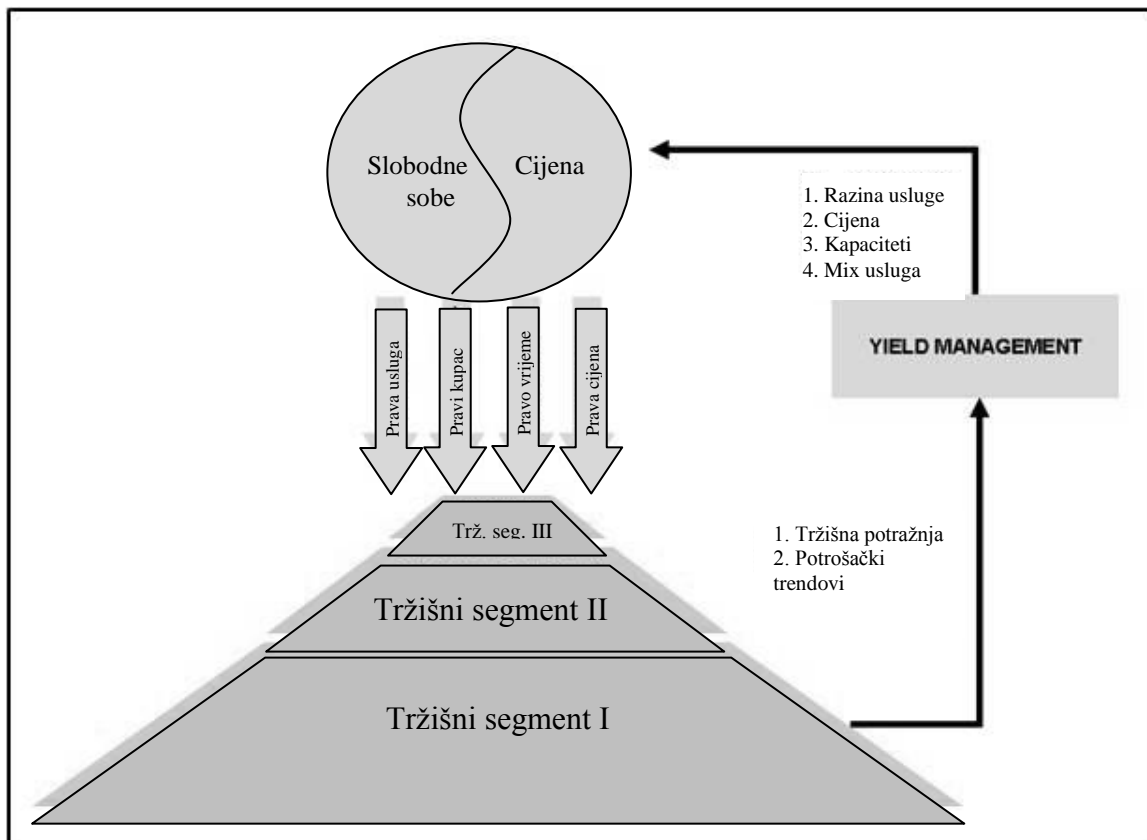 Slobodne
sobe
Cijena
1. Razina usluge
2. Cijena
3. Kapaciteti
4. Mix usluga
YIELD MANAGEMENT
Prava usluga
Pravi kupac
Pravo vrijeme
Prava cijena
Trž. seg. III
1. Tržišna potražnja
2. Potrošački
trendovi
Tržišni segment II
Tržišni segment I